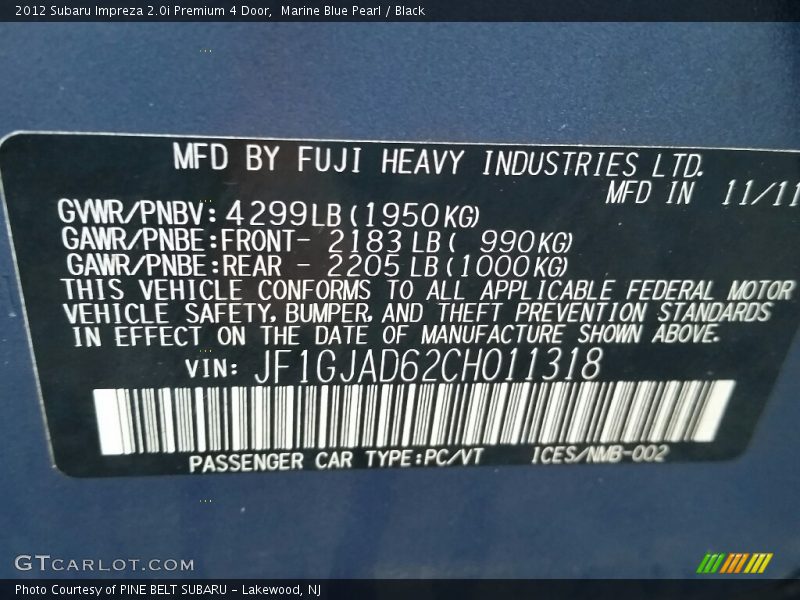 2012 Subaru Impreza 2.0i Premium 4 Door,  Marine Blue Pearl / Black
MFD BY FUJI HEAVY INDUSTRIES LTD.
MFD IN 11/11
GVWR/PNBV: 4299LB (1950KG)
GAWR/PNBE:FRONT- 2183 LB ( 990KG)
GAWR/PNBE:REAR - 2205 LB (1000KG)
THIS VEHICLE CONFORMS TO ALL APPLICABLE FEDERAL MOTOR
VEHICLE SAFETY, BUMPER, AND THEFT PREVENTION STANDARDS
IN EFFECT ON THE DATE OF MANUFACTURE SHOWN ABOVE.
VIN: JF1GJAD62CH011318
PASSENGER CAR TYPE:PC/VT ICES/NMB-002
GTCARLOT.COM
Photo Courtesy of PINE BELT SUBARU - Lakewood, NJ